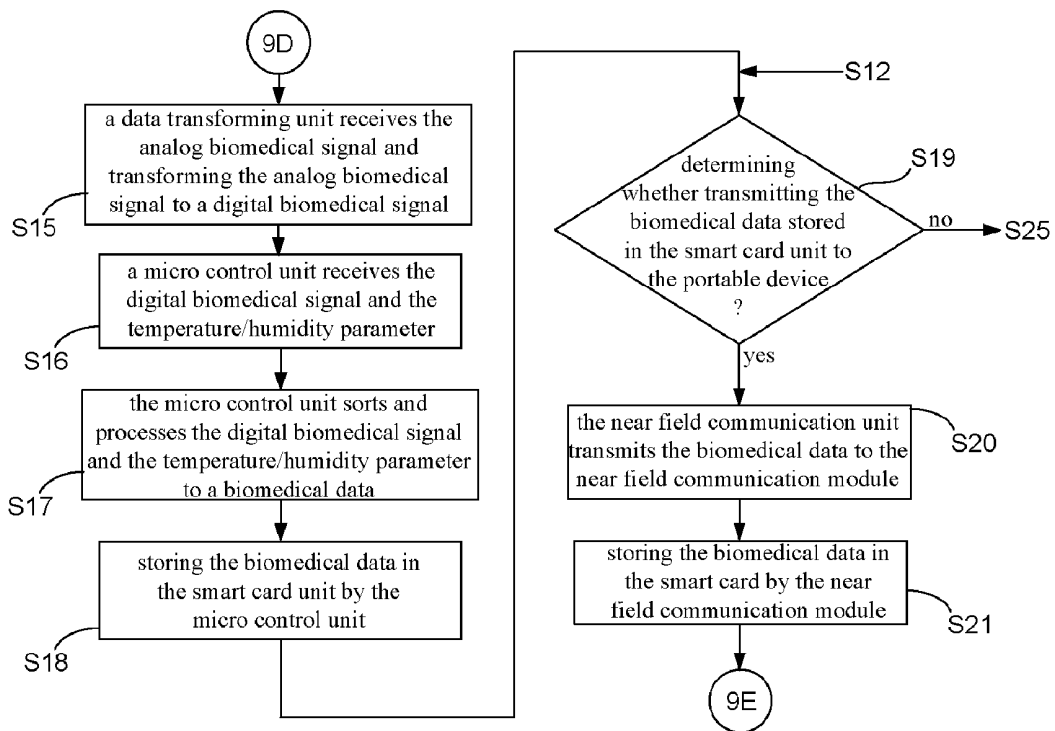 9D
a data transforming unit receives the
analog biomedical signal and
transforming the analog biomedical
signal to a digital biomedical signal
S15
a micro control unit receives the
digital biomedical signal and the
temperature/humidity parameter
S16
the micro control unit sorts and
processes the digital biomedical signal
and the temperature/humidity parameter
to a biomedical data
S17
storing the biomedical data in
the smart card unit by the
micro control unit
S18
S12
determining
whether transmitting the
biomedical data stored
in the smart card unit to
the portable device
?
S19
no
S25
yes
the near field communication unit
transmits the biomedical data to the
near field communication module
S20
storing the biomedical data in
the smart card by the near
field communication module
S21
9E